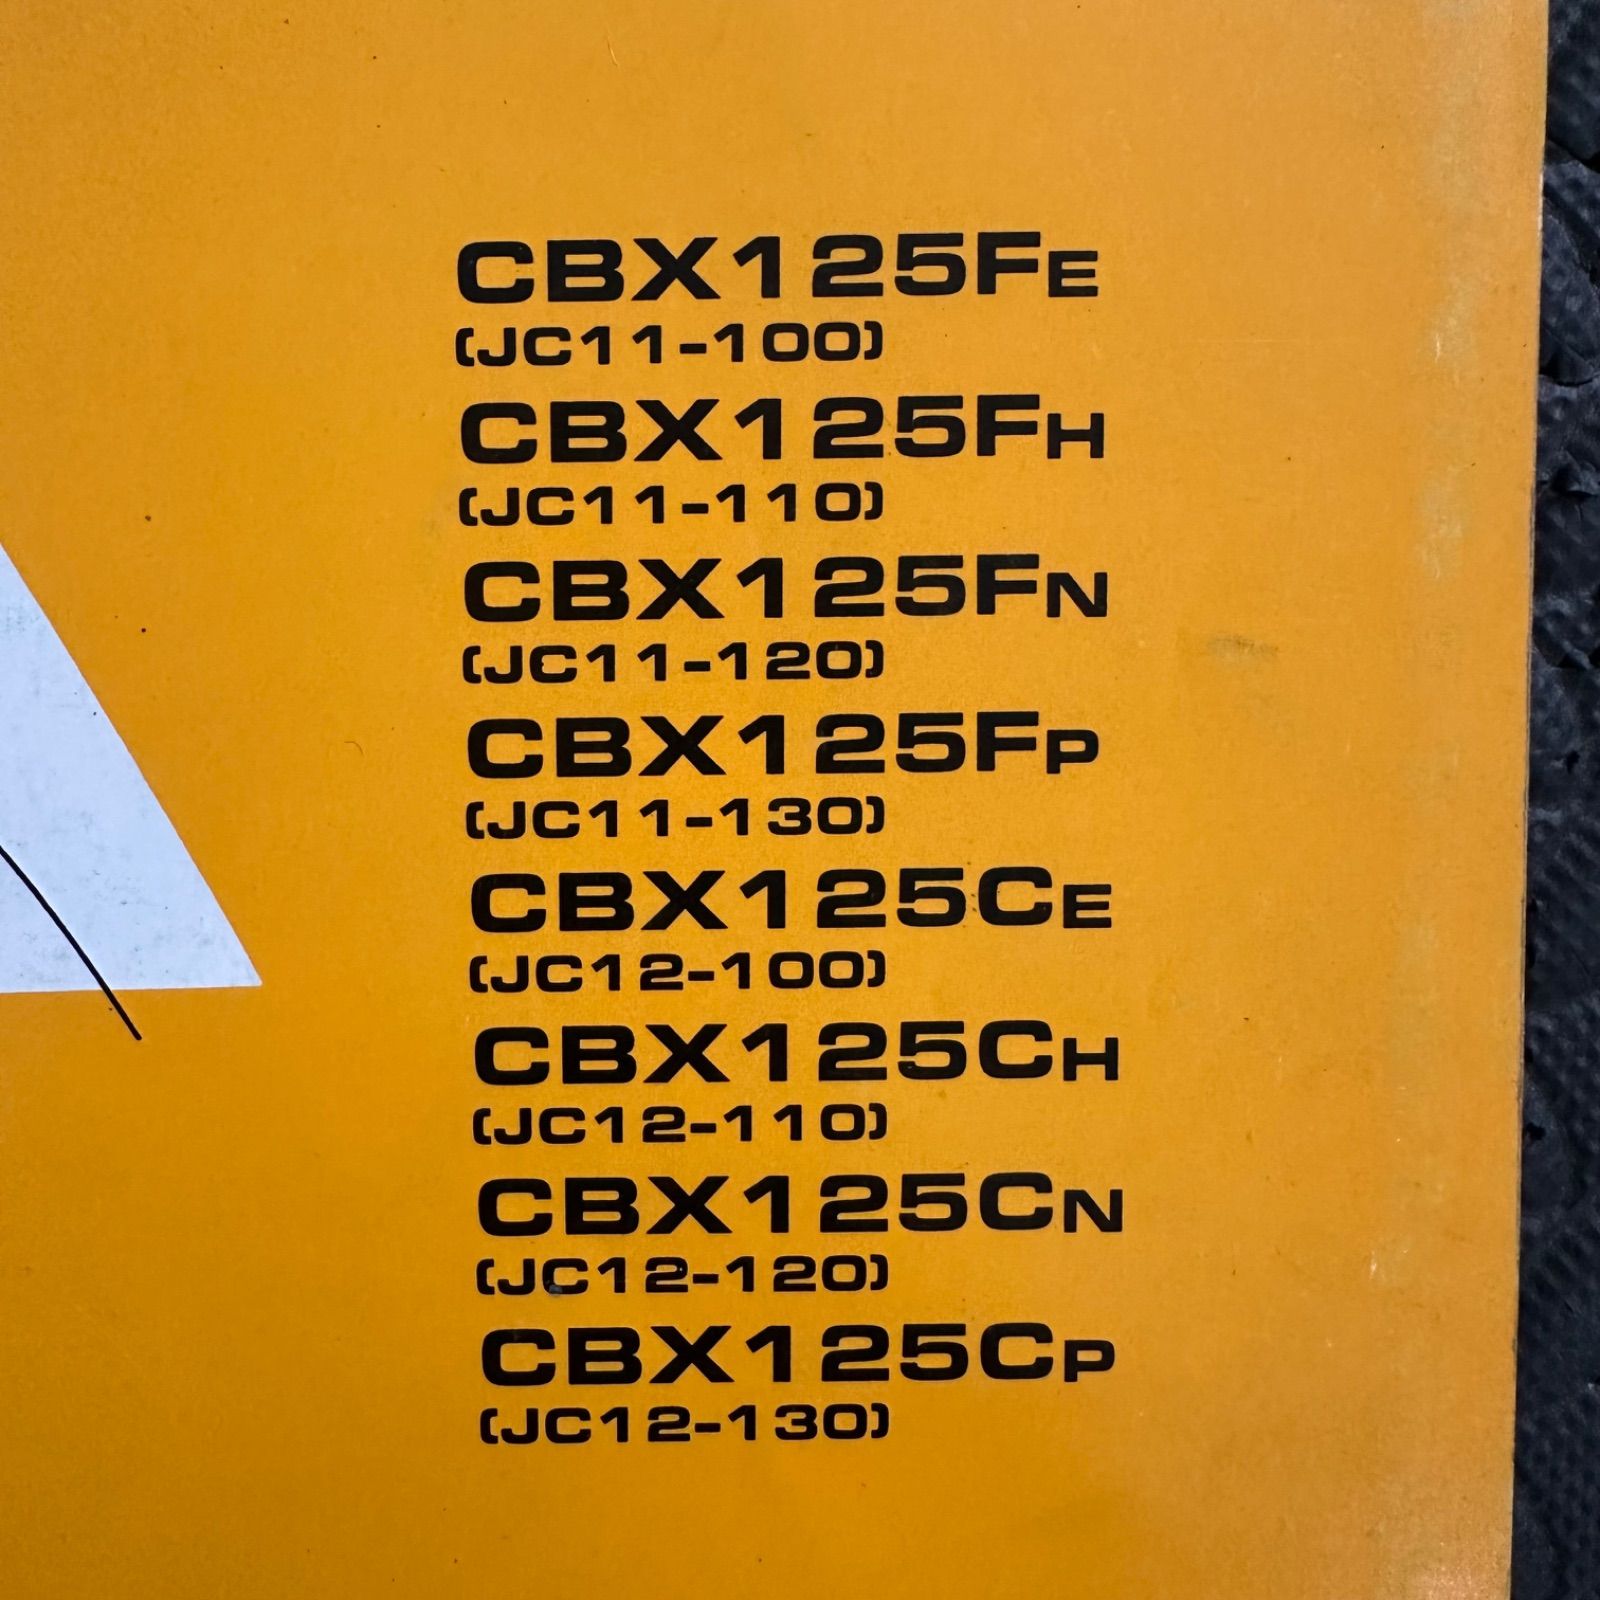 CBX125FE
(JC11-100)
CBX125FH
(JC11-110)
CBX125FN
(JC11-120)
CBX125FP
(JC11-130)
CBX125CE
(JC12-100)
CBX125CH
(JC12-110)
CBX125CN
(JC12-120)
CBX125CP
(JC12-130)